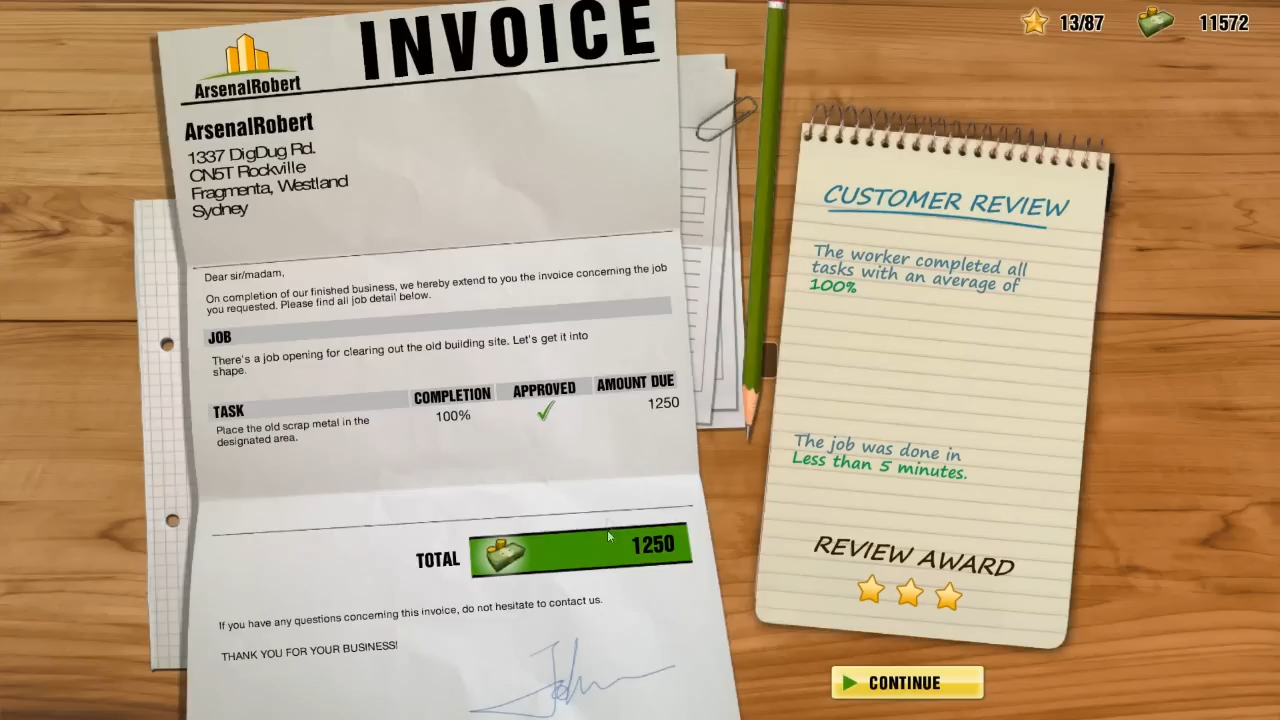 INVOICE
13/87
11572
ArsenalRobert
ArsenalRobert
1337 DigDug Rd.
CN5T Rockville
Fragmenta, Westland
Sydney
Dear sir/madam,
On completion of our finished business, we hereby extend to you the invoice concerning the job
you requested. Please find all job detail below.
JOB
There's a job opening for clearing out the old building site. Let's get it into
shape.
TASK COMPLETION APPROVED AMOUNT DUE
Place the old scrap metal in the 100% 1250
designated area.
TOTAL 1250
If you have any questions concerning this invoice, do not hesitate to contact us.
THANK YOU FOR YOUR BUSINESS!
John
CUSTOMER REVIEW
The worker completed all
tasks with an average of
100%
The job was done in
Less than 5 minutes.
REVIEW AWARD
CONTINUE